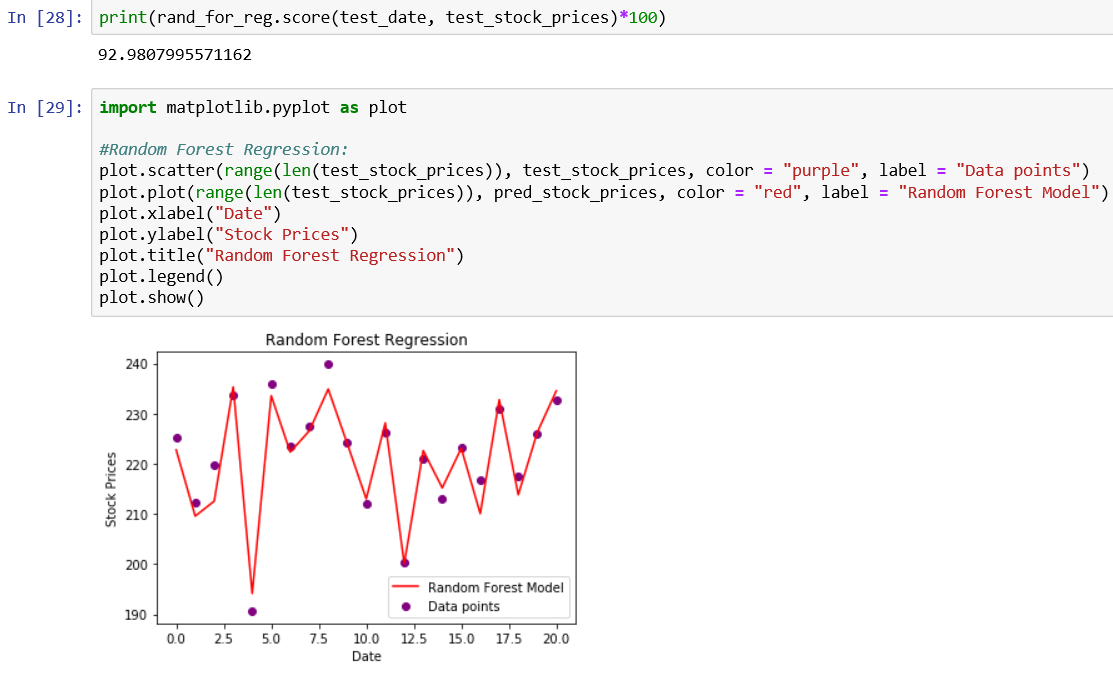 In [28]: print(rand_for_reg.score(test_date, test_stock_prices)*100)
92.9807995571162
In [29]: import matplotlib.pyplot as plot
#Random Forest Regression:
plot.scatter(range(len(test_stock_prices)), test_stock_prices, color = "purple", label = "Data points")
plot.plot(range(len(test_stock_prices)), pred_stock_prices, color = "red", label = "Random Forest Model")
plot.xlabel("Date")
plot.ylabel("Stock Prices")
plot.title("Random Forest Regression")
plot.legend()
plot.show()
Random Forest Regression
240
230
220
210
200
190
Stock Prices
Random Forest Model
Data points
0.0 2.5 5.0 7.5 10.0 12.5 15.0 17.5 20.0
Date